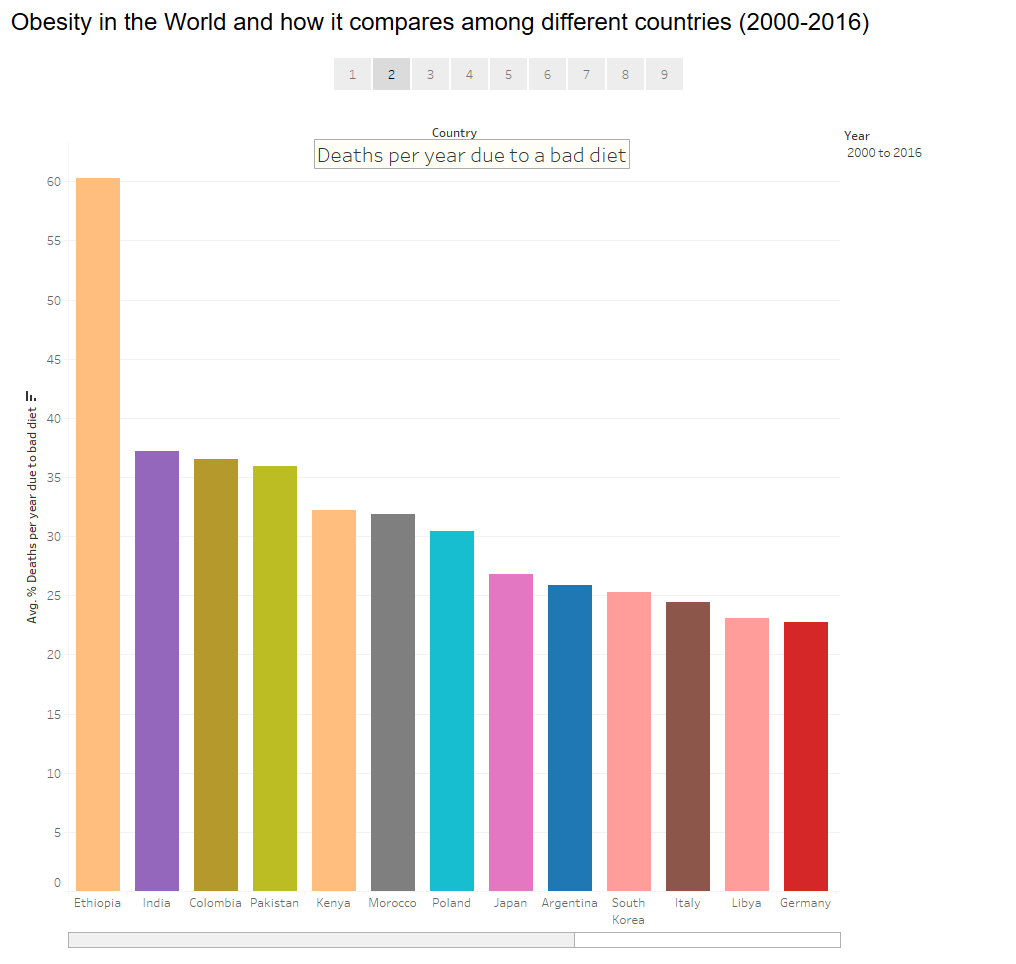 Obesity in the World and how it compares among different countries (2000-2016)
1 2 3 4 5 6 7 8 9
Country
Deaths per year due to a bad diet
Year
2000 to 2016
Avg. % Deaths per year due to bad diet
60
55
50
45
40
35
30
25
20
15
10
5
0
Ethiopia India Colombia Pakistan Kenya Morocco Poland Japan Argentina South Korea Italy Libya Germany